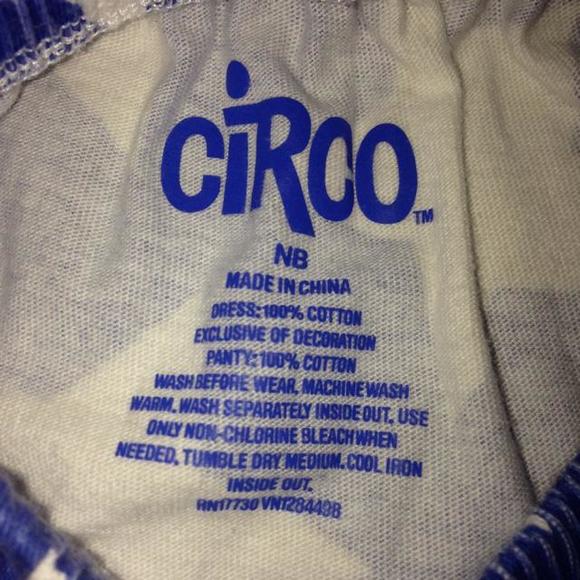 CiRCO™
NB
MADE IN CHINA
DRESS: 100% COTTON
EXCLUSIVE OF DECORATION
PANTY: 100% COTTON
WASH BEFORE WEAR, MACHINE WASH
WARM. WASH SEPARATELY INSIDE OUT. USE
ONLY NON-CHLORINE BLEACH WHEN
NEEDED. TUMBLE DRY MEDIUM. COOL IRON
INSIDE OUT.
RN17730 VN1284498